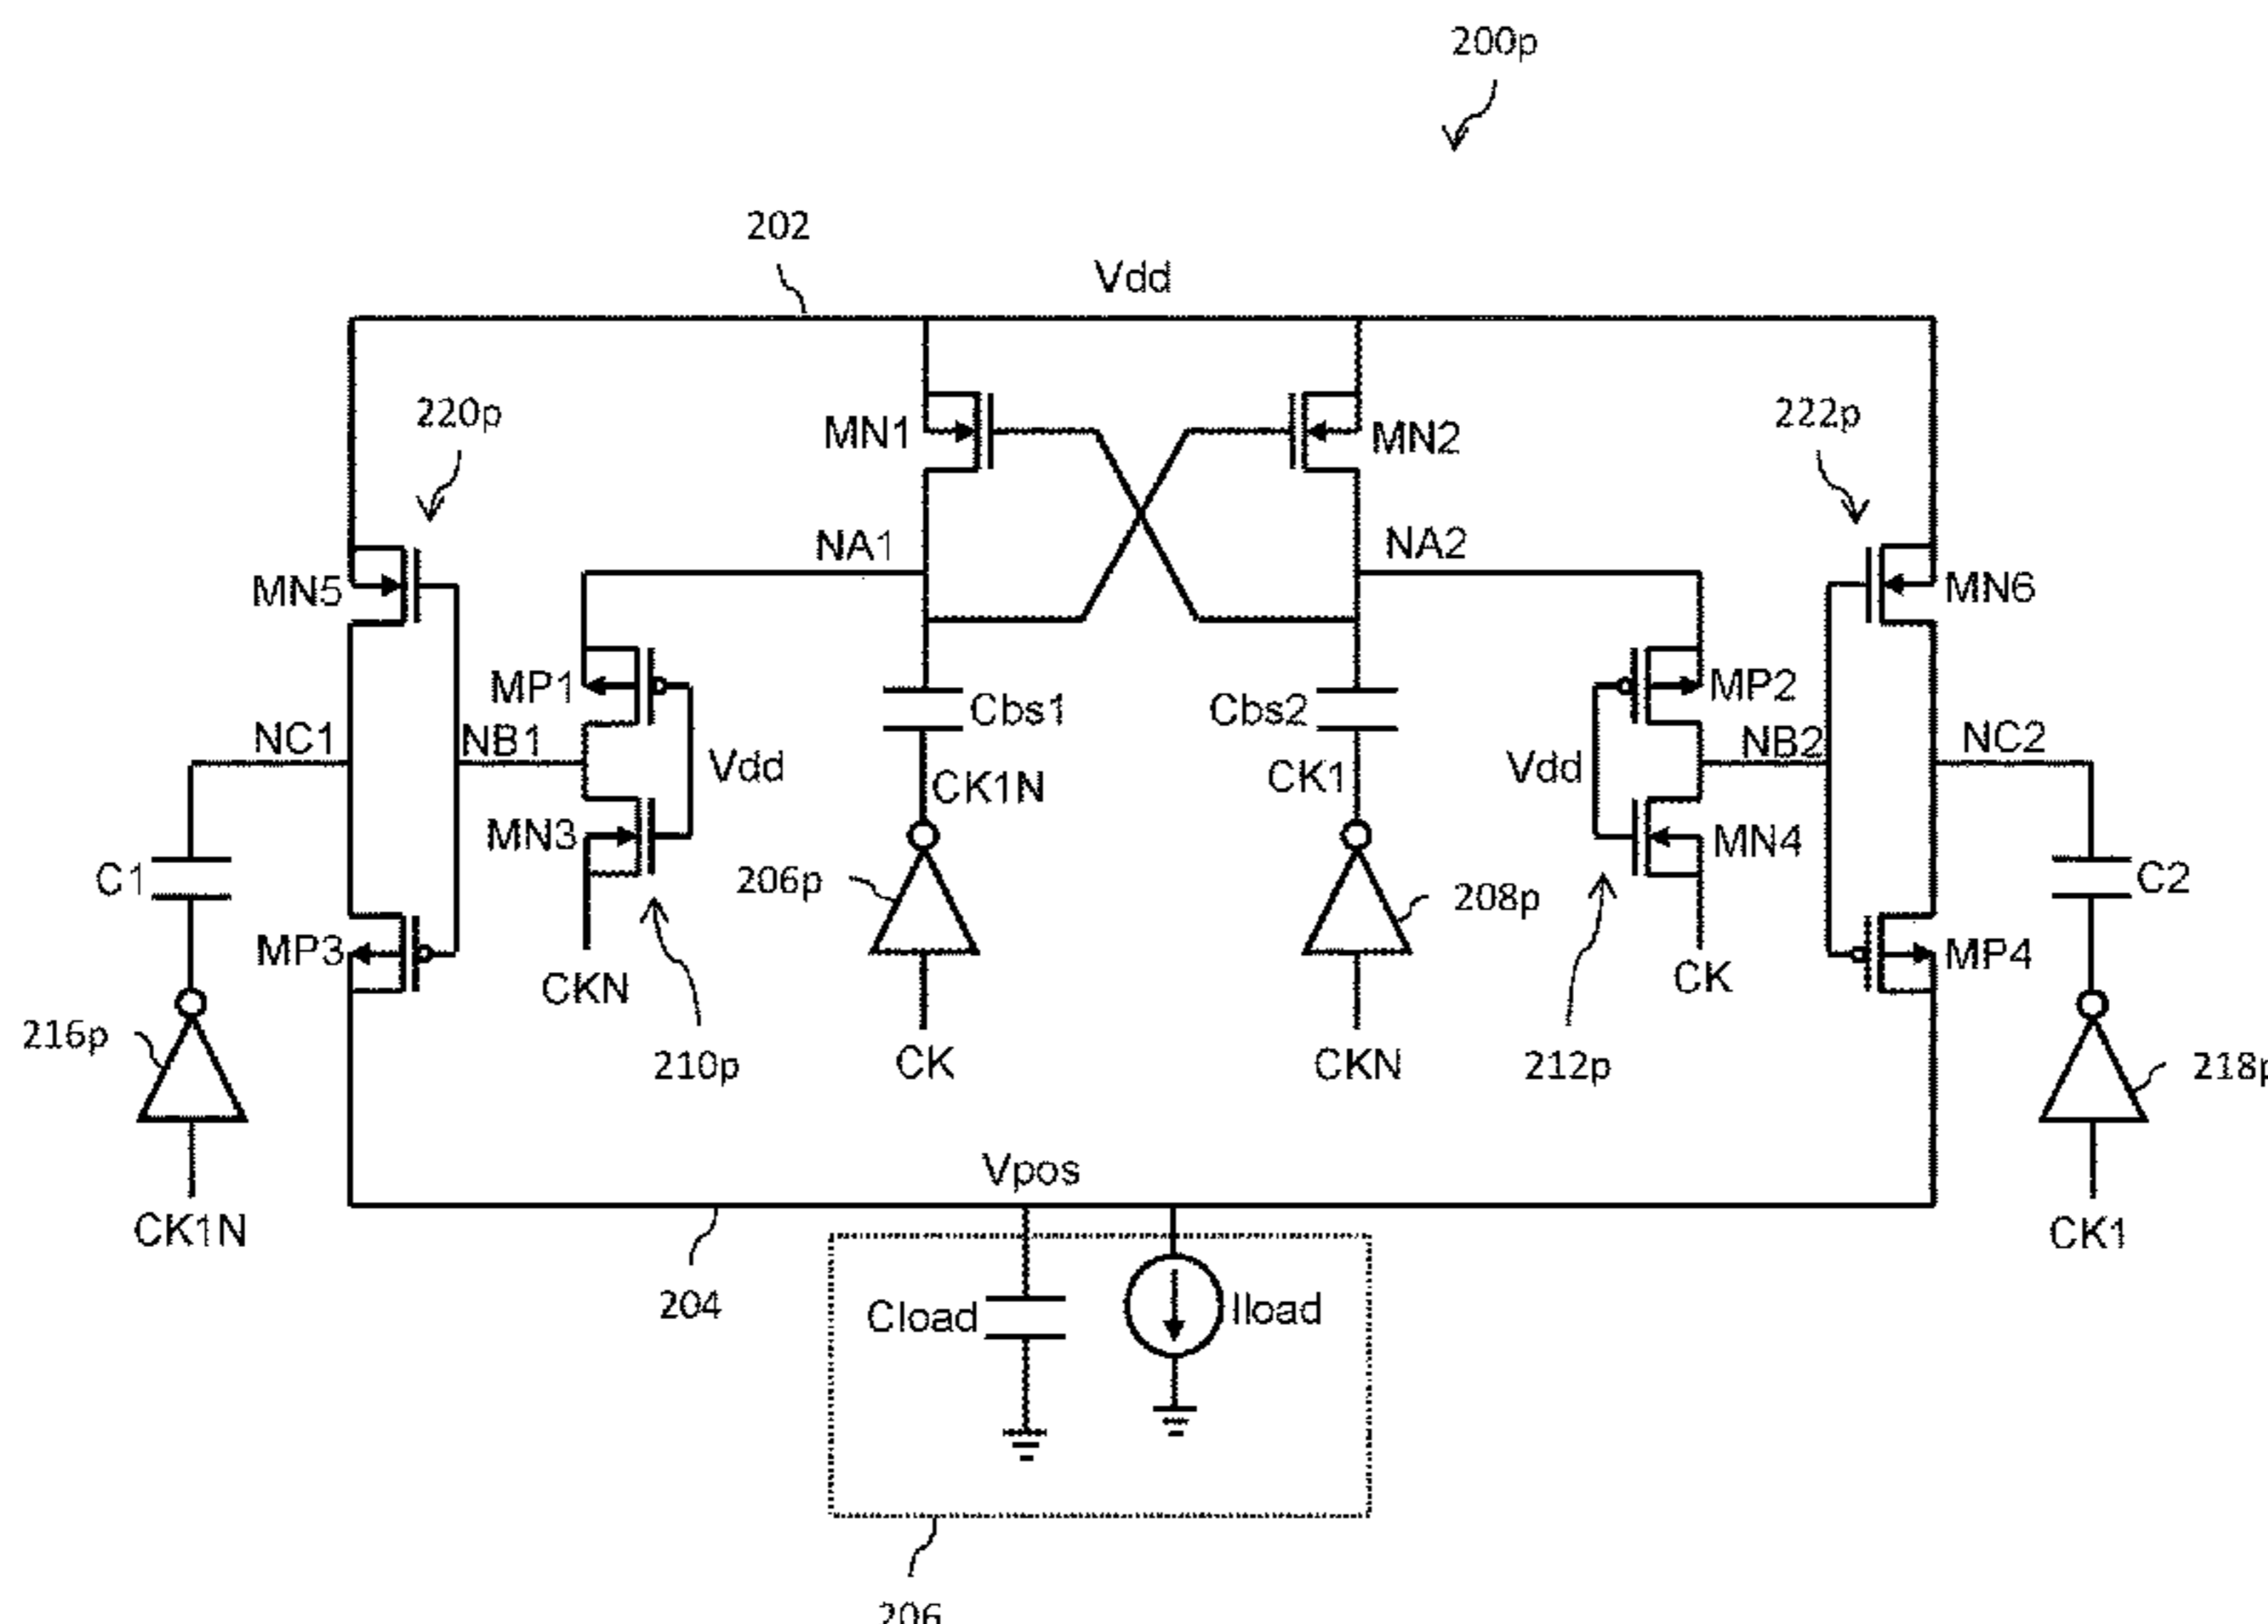 200p
202
Vdd
220p
MN1
MN2
222p
NA1
NA2
MN5
MN6
MP1
Cbs1
Cbs2
MP2
NC1
NB1
Vdd
CK1N
CK1
Vdd
NB2
NC2
MN3
MN4
C1
206p
208p
C2
MP3
CKN
CK
MP4
216p
210p
CK
CKN
212p
218p
Vpos
CK1N
CK1
204
Cload
Iload
206